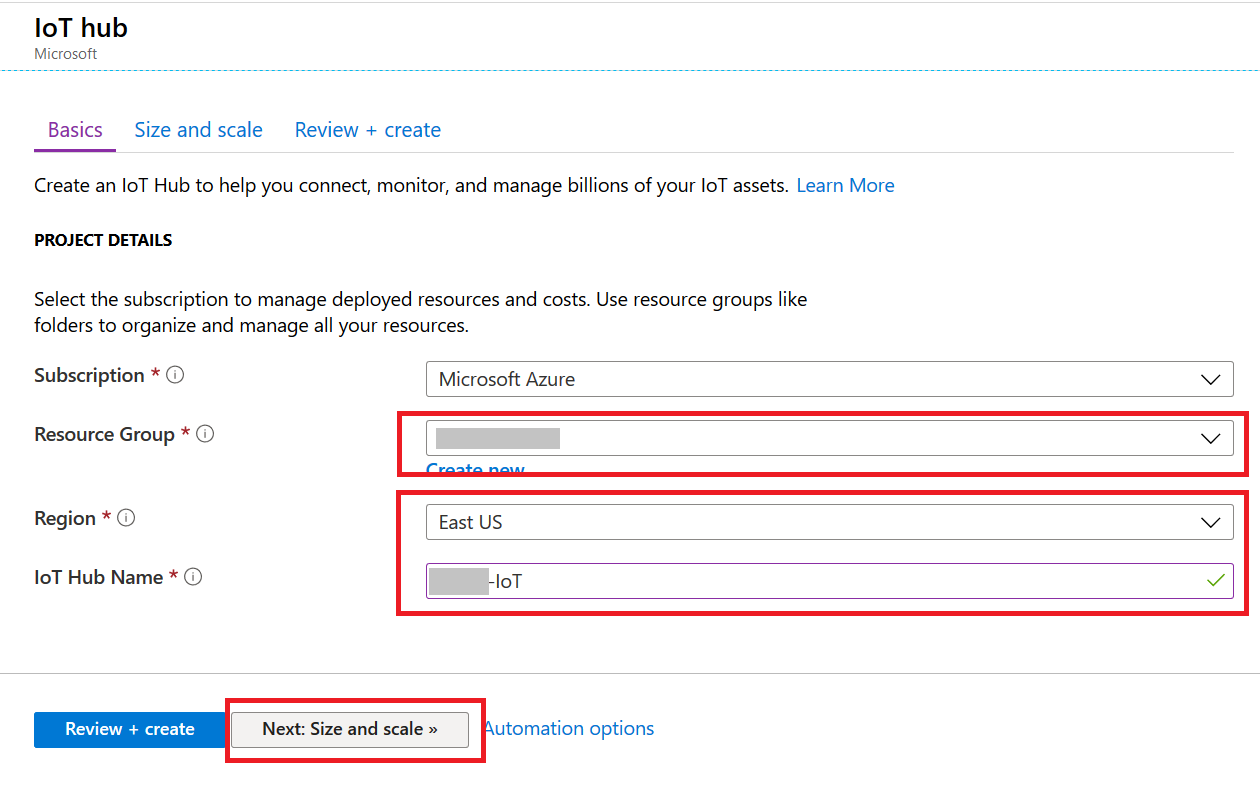 IoT hub
Microsoft
Basics Size and scale Review + create
Create an IoT Hub to help you connect, monitor, and manage billions of your IoT assets. Learn More
PROJECT DETAILS
Select the subscription to manage deployed resources and costs. Use resource groups like
folders to organize and manage all your resources.
Subscription * Microsoft Azure
Resource Group *
Create new
Region * East US
IoT Hub Name * -IoT
Review + create Next: Size and scale » Automation options